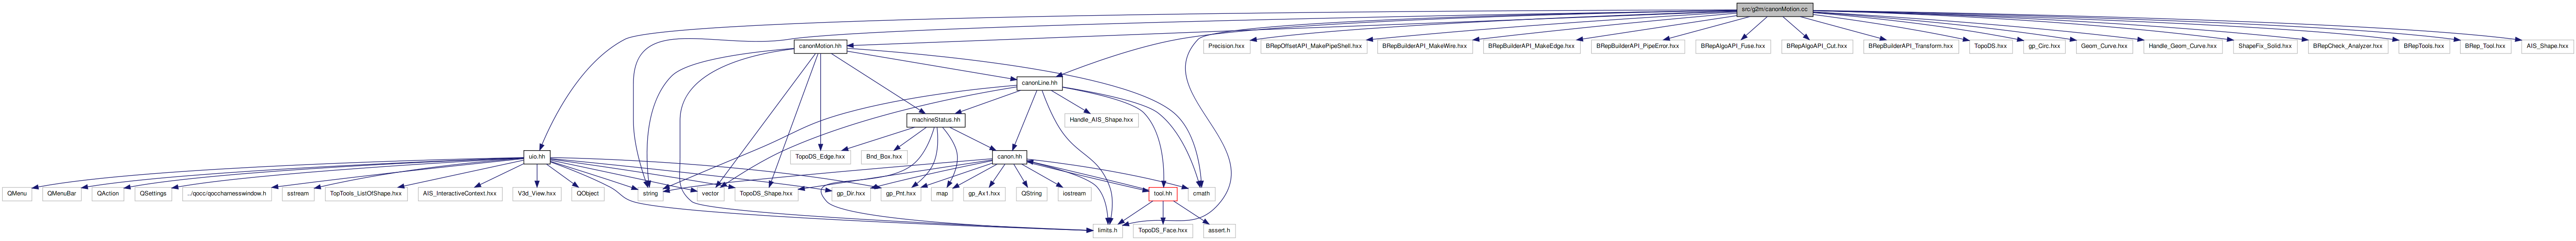 src/g2m/canonMotion.cc
canonMotion.hh
Precision.hxx
BRepOffsetAPI_MakePipeShell.hxx
BRepBuilderAPI_MakeWire.hxx
BRepBuilderAPI_MakeEdge.hxx
BRepBuilderAPI_PipeError.hxx
BRepAlgoAPI_Fuse.hxx
BRepAlgoAPI_Cut.hxx
BRepBuilderAPI_Transform.hxx
TopoDS.hxx
gp_Circ.hxx
Geom_Curve.hxx
Handle_Geom_Curve.hxx
ShapeFix_Solid.hxx
BRepCheck_Analyzer.hxx
BRepTools.hxx
BRep_Tool.hxx
AIS_Shape.hxx
canonLine.hh
machineStatus.hh
Handle_AIS_Shape.hxx
uio.hh
TopoDS_Edge.hxx
Bnd_Box.hxx
canon.hh
QMenu
QMenuBar
QAction
QSettings
../qocc/qoccharnesswindow.h
sstream
TopTools_ListOfShape.hxx
AIS_InteractiveContext.hxx
V3d_View.hxx
QObject
string
vector
TopoDS_Shape.hxx
gp_Dir.hxx
gp_Pnt.hxx
map
gp_Ax1.hxx
QString
iostream
tool.hh
cmath
limits.h
TopoDS_Face.hxx
assert.h